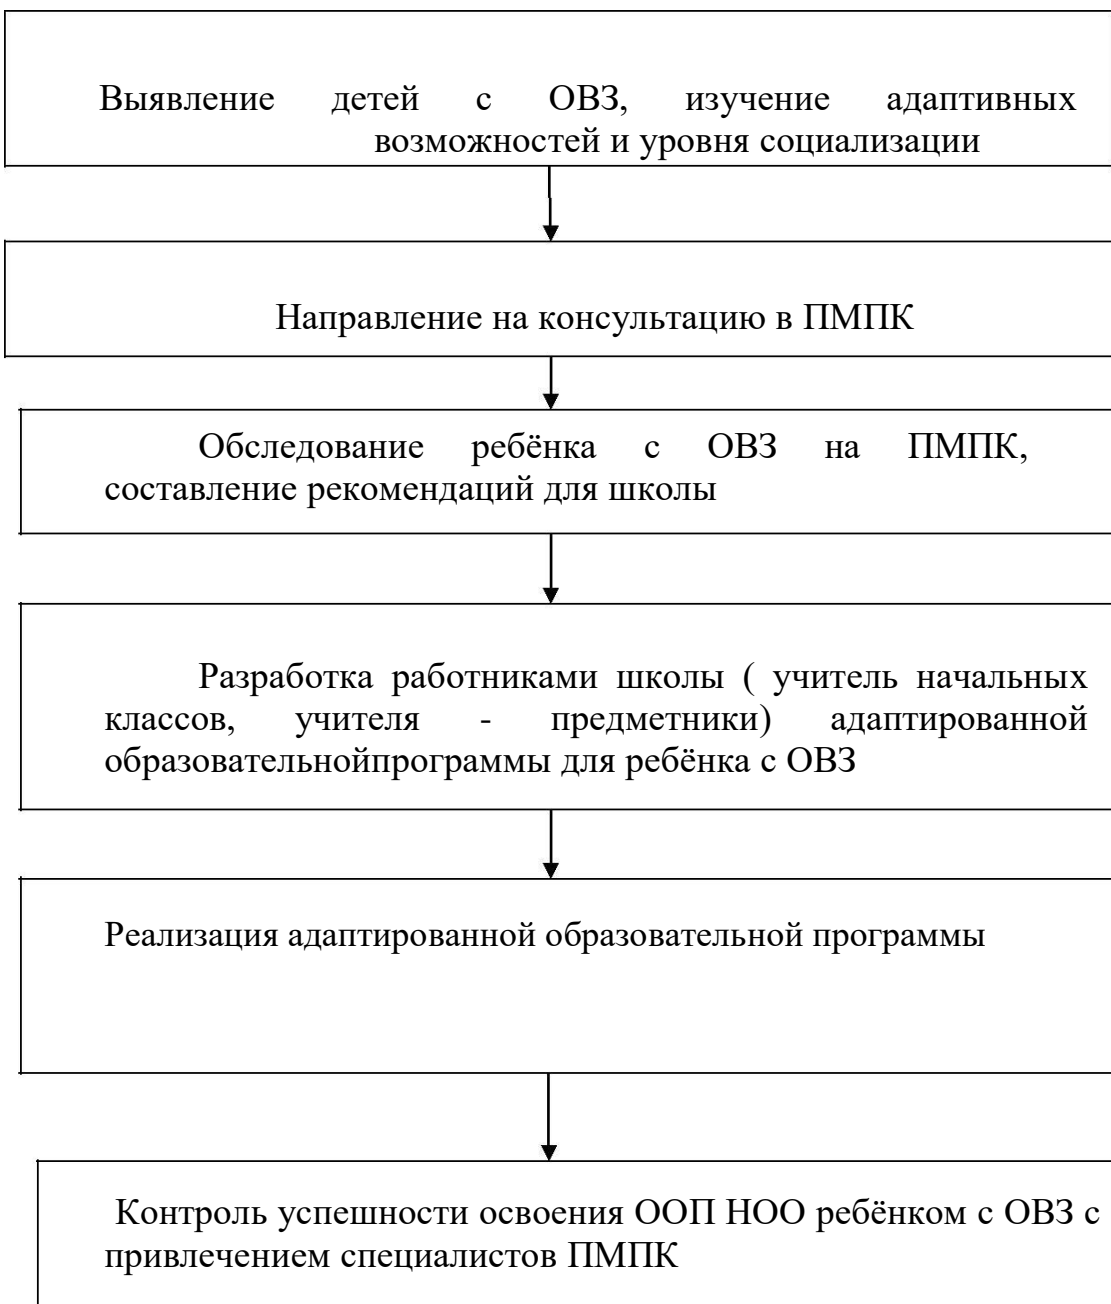 Выявление детей с ОВЗ, изучение адаптивных
возможностей и уровня социализации
Направление на консультацию в ПМПК
Обследование ребёнка с ОВЗ на ПМПК,
составление рекомендаций для школы
Разработка работниками школы ( учитель начальных
классов, учителя - предметники) адаптированной
образовательнойпрограммы для ребёнка с ОВЗ
Реализация адаптированной образовательной программы
Контроль успешности освоения ООП НОО ребёнком с ОВЗ с
привлечением специалистов ПМПК